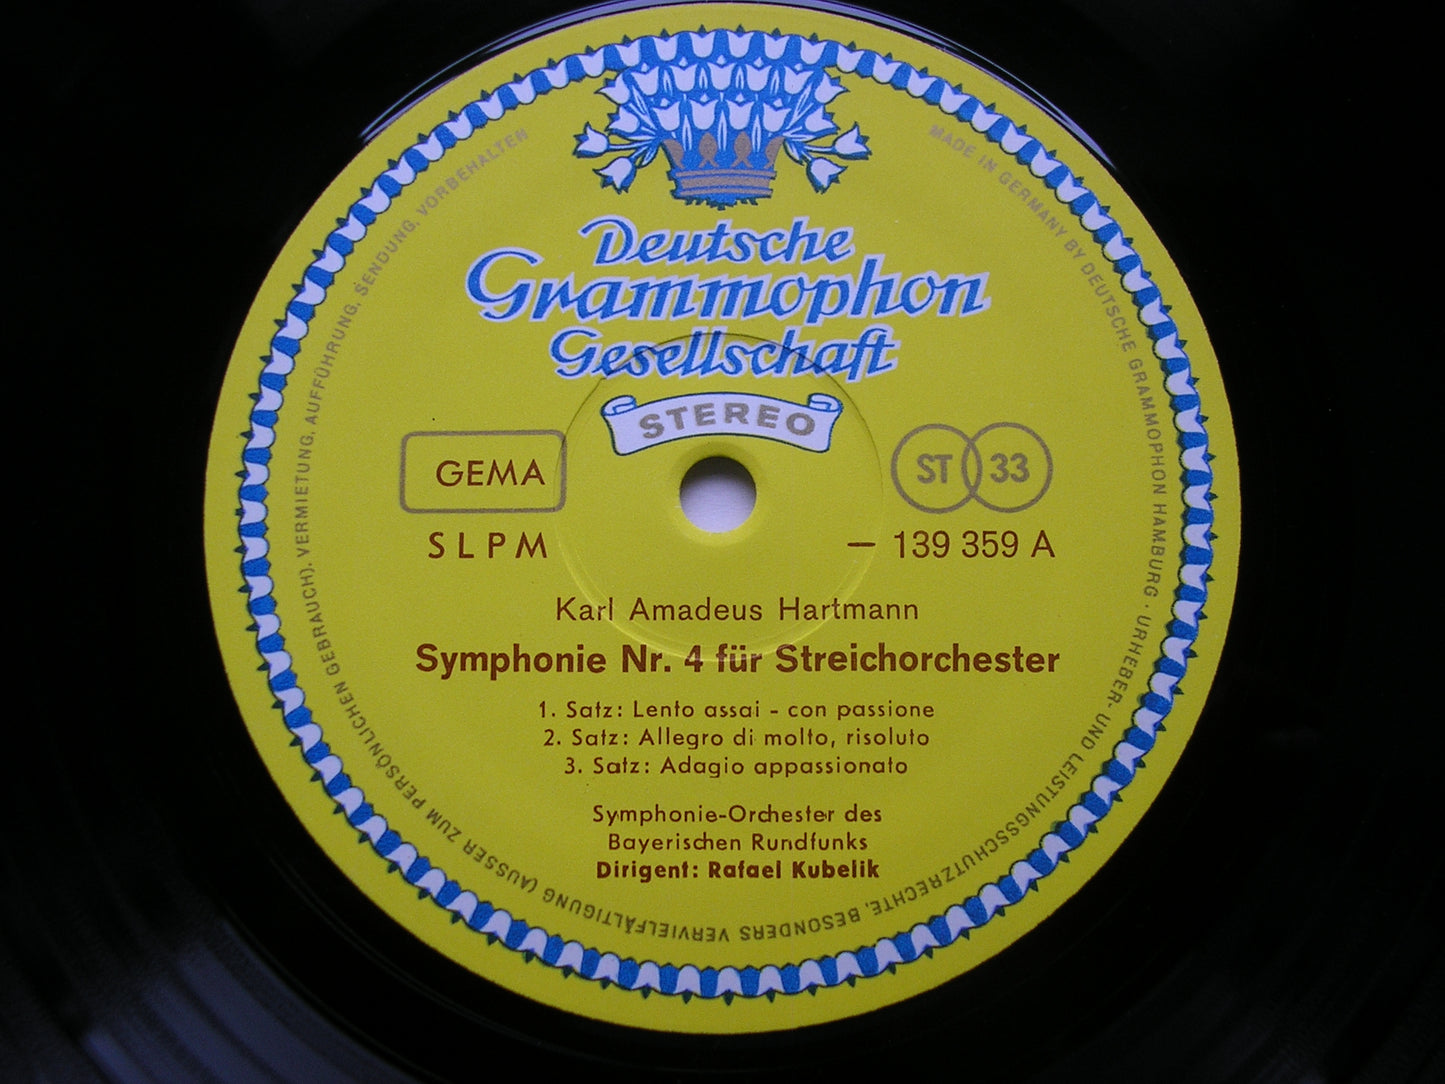 Deutsche
Grammophon
Gesellschaft
STEREO
GEMA
ST 33
SLPM
– 139 359 A
Karl Amadeus Hartmann
Symphonie Nr. 4 für Streichorchester
1. Satz: Lento assai - con passione
2. Satz: Allegro di molto, risoluto
3. Satz: Adagio appassionato
Symphonie-Orchester des
Bayerischen Rundfunks
Dirigent: Rafael Kubelik
MADE IN GERMANY BY DEUTSCHE GRAMMOPHON HAMBURG · URHEBER- UND LEISTUNGSSCHUTZRECHTE, BESONDERS VERVIELFÄLTIGUNG (AUSSER ZUM PERSÖNLICHEN GEBRAUCH), VERMIETUNG, AUFFÜHRUNG, SENDUNG, VORBEHALTEN